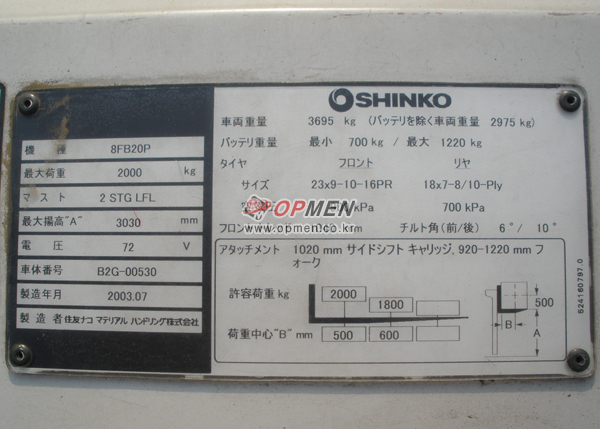 SHINKO
機 種 8FB20P
最大荷重 2000 kg
マスト 2 STG LFL
最大揚高"A" 3030 mm
電 圧 72 V
車体番号 B2G-00530
製造年月 2003.07
製造者 住友ナコ マテリアル ハンドリング株式会社
車両重量 3695 kg (バッテリを除く車両重量 2975 kg)
バッテリ重量 最小 700 kg / 最大 1220 kg
タイヤ フロント リヤ
サイズ 23x9-10-16PR 18x7-8/10-Ply
kPa 700 kPa
チルト角(前/後) 6°/ 10°
OPMEN
www.opmenco.kr
アタッチメント 1020 mm サイドシフト キャリッジ, 920-1220 mm フ
ォーク
許容荷重 kg 2000 1800
荷重中心"B" mm 500 600
500
B
A
624160797.0